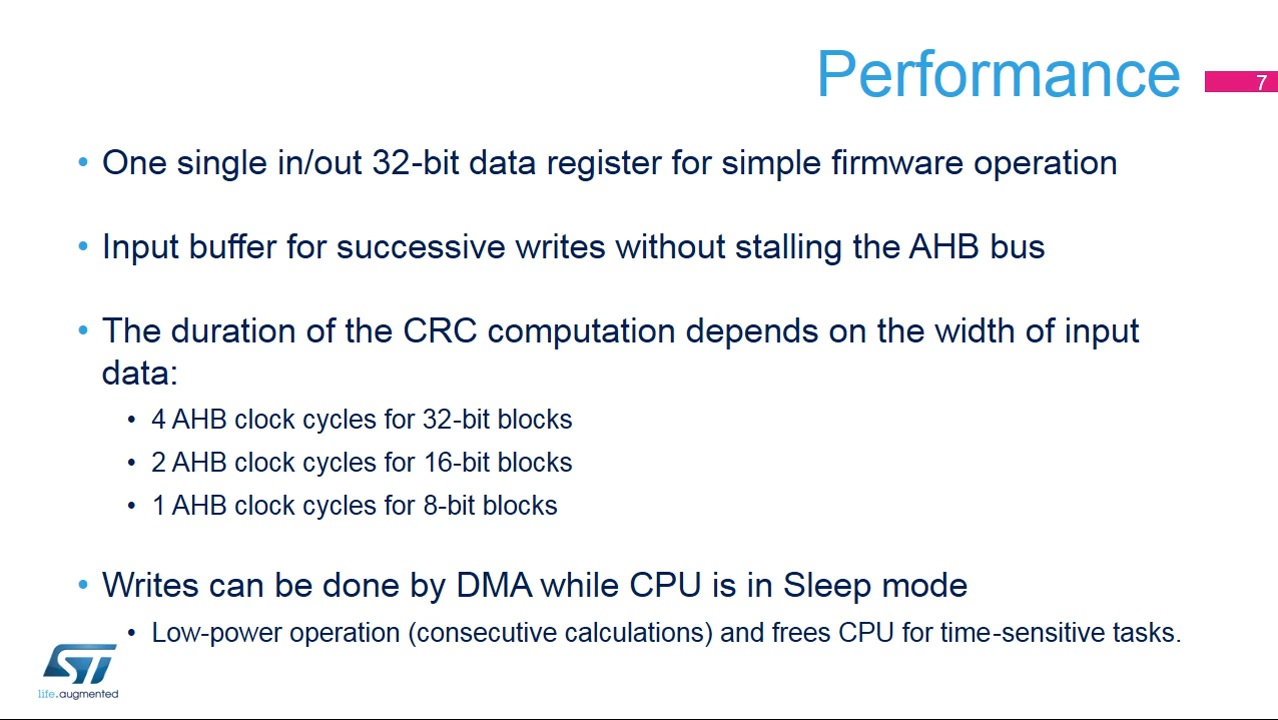 Performance
7
• One single in/out 32-bit data register for simple firmware operation
• Input buffer for successive writes without stalling the AHB bus
• The duration of the CRC computation depends on the width of input
data:
• 4 AHB clock cycles for 32-bit blocks
• 2 AHB clock cycles for 16-bit blocks
• 1 AHB clock cycles for 8-bit blocks
• Writes can be done by DMA while CPU is in Sleep mode
• Low-power operation (consecutive calculations) and frees CPU for time-sensitive tasks.
ST
life.augmented